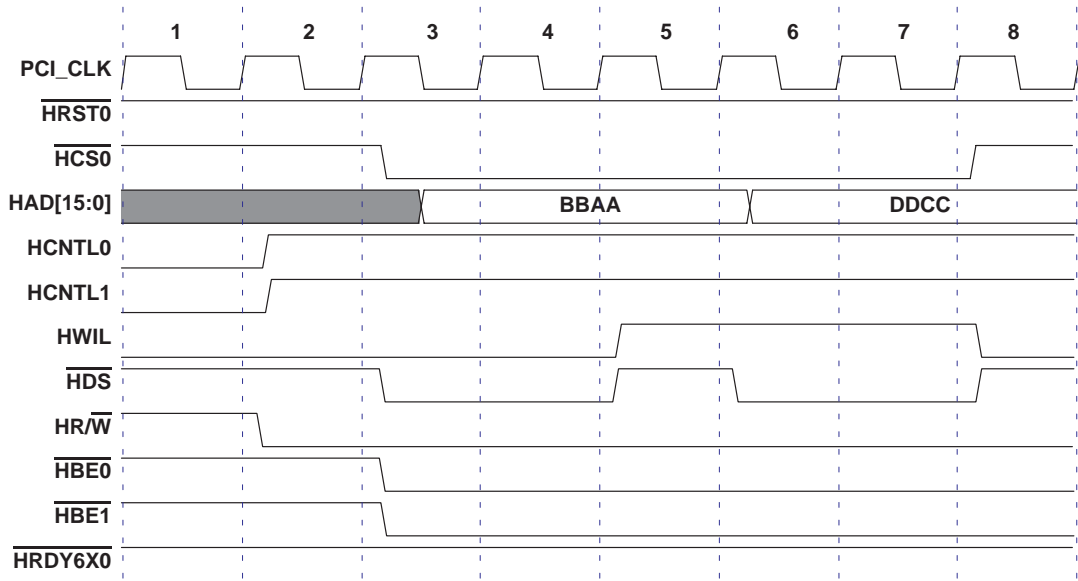 1 2 3 4 5 6 7 8
PCI_CLK
HRST0
HCS0
HAD[15:0] BBAA DDCC
HCNTL0
HCNTL1
HWIL
HDS
HR/W
HBE0
HBE1
HRDY6X0